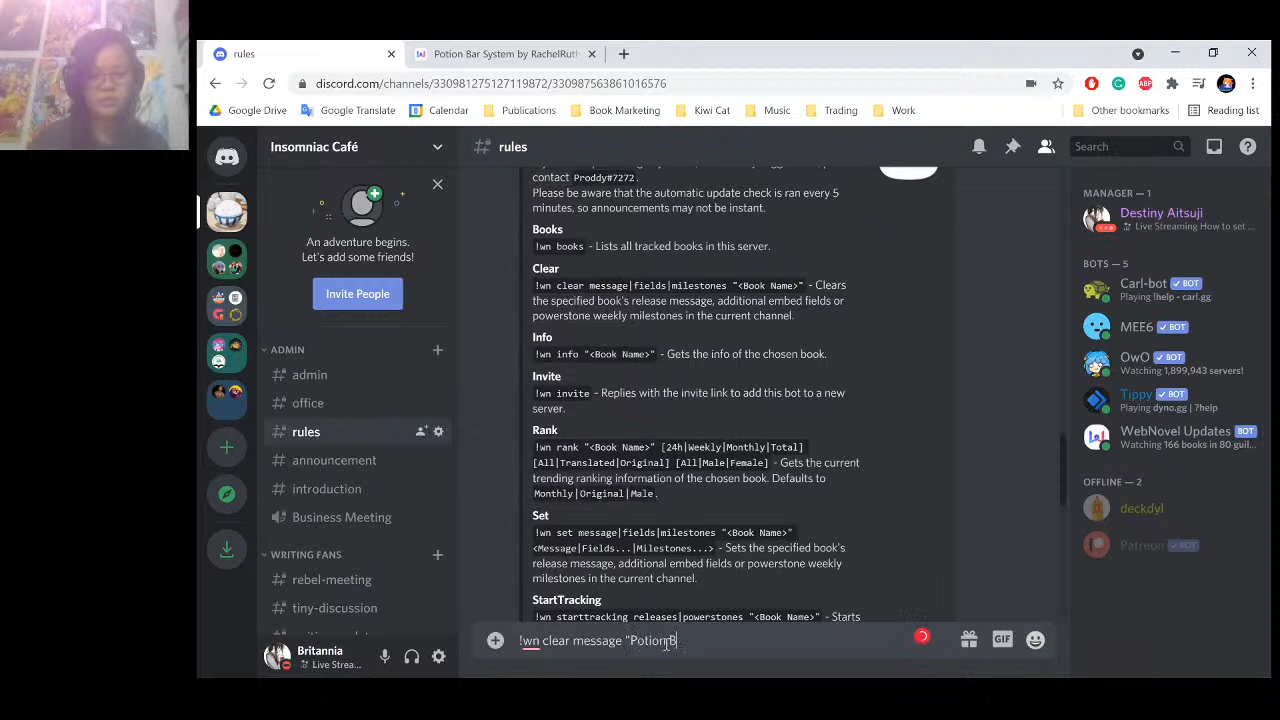 rules
Potion Bar System by RachelRuth
discord.com/channels/330981275127119872/330987563861016576
Google Drive
Google Translate
Calendar
Publications
Book Marketing
Kiwi Cat
Music
Trading
Work
Other bookmarks
Reading list
Insomniac Café
rules
Search
An adventure begins.
Let's add some friends!
Invite People
ADMIN
admin
office
rules
announcement
introduction
Business Meeting
WRITING FANS
rebel-meeting
tiny-discussion
Britannia
Live Strea...
contact Proddy#7272.
Please be aware that the automatic update check is ran every 5
minutes, so announcements may not be instant.
Books
!wn books - Lists all tracked books in this server.
Clear
!wn clear message|fields|milestones "<Book Name>" - Clears
the specified book's release message, additional embed fields or
powerstone weekly milestones in the current channel.
Info
!wn info "<Book Name>" - Gets the info of the chosen book.
Invite
!wn invite - Replies with the invite link to add this bot to a new
server.
Rank
!wn rank "<Book Name>" [24h|Weekly|Monthly|Total]
[All|Translated|Original] [All|Male|Female] - Gets the current
trending ranking information of the chosen book. Defaults to
Monthly|Original|Male.
Set
!wn set message|fields|milestones "<Book Name>"
<Message|Fields...|Milestones...> - Sets the specified book's
release message, additional embed fields or powerstone weekly
milestones in the current channel.
StartTracking
!wn starttracking releases|powerstones "<Book Name>" - Starts
!wn clear message "Potion B
GIF
MANAGER — 1
Destiny Aitsuji
Live Streaming How to set ...
BOTS — 5
Carl-bot BOT
Playing !help - carl.gg
MEE6 BOT
OwO BOT
Watching 1,899,943 servers!
Tippy BOT
Playing dyno.gg | ?help
WebNovel Updates BOT
Watching 166 books in 80 guil...
OFFLINE — 2
deckdyl
Patreon BOT